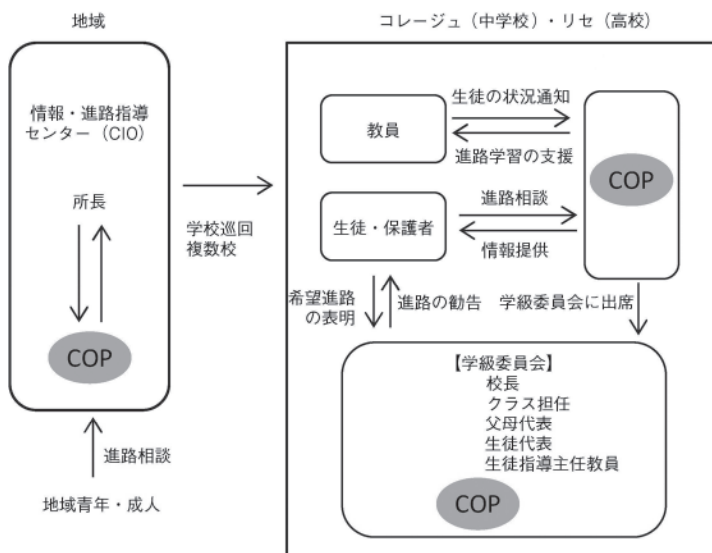 地域
情報・進路指導
センター（CIO）
所長
COP
進路相談
地域青年・成人
学校巡回
複数校
コレージュ（中学校）・リセ（高校）
教員
生徒の状況通知
進路学習の支援
COP
生徒・保護者
進路相談
情報提供
希望進路
の表明
進路の勧告
学級委員会に出席
【学級委員会】
校長
クラス担任
父母代表
生徒代表
生徒指導主任教員
COP